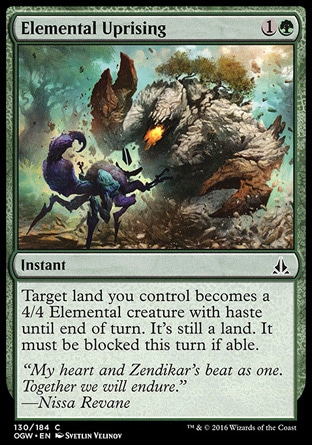 Elemental Uprising 1
Instant
Target land you control becomes a
4/4 Elemental creature with haste
until end of turn. It's still a land. It
must be blocked this turn if able.
"My heart and Zendikar's beat as one.
Together we will endure."
—Nissa Revane
130/184 C
OGW • EN Svetlin Velinov
™ & © 2016 Wizards of the Coast